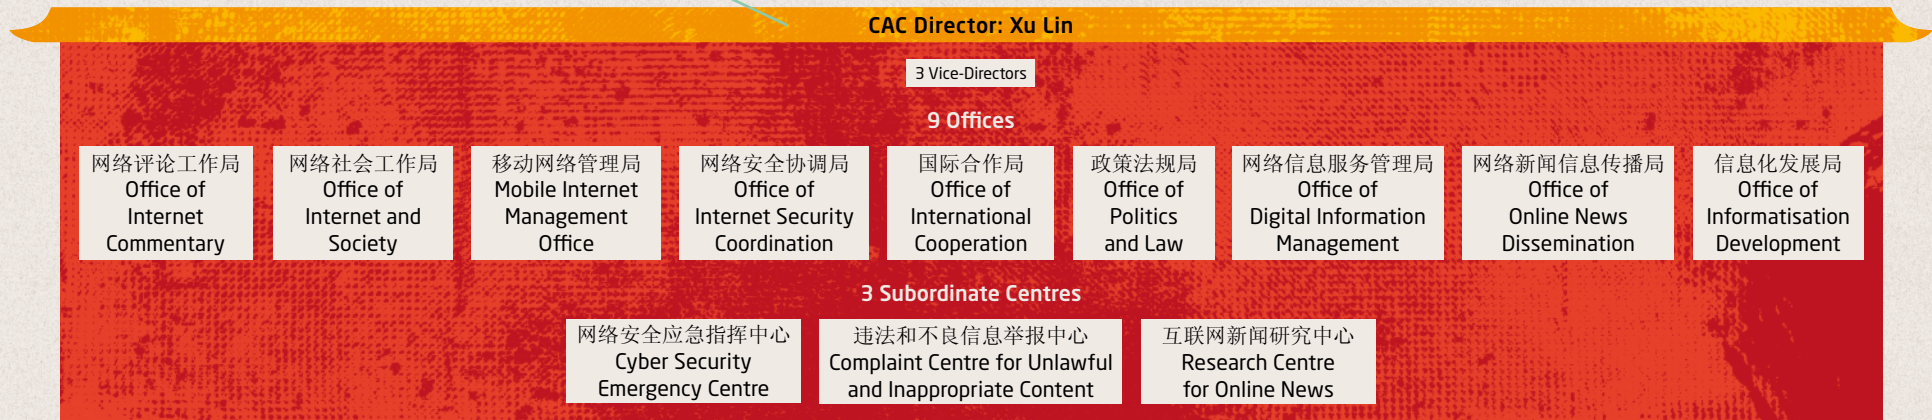 CAC Director: Xu Lin
3 Vice-Directors
9 Offices
网络评论工作局
Office of
Internet
Commentary
网络社会工作局
Office of
Internet and
Society
移动网络管理局
Mobile Internet
Management
Office
网络安全协调局
Office of
Internet Security
Coordination
国际合作局
Office of
International
Cooperation
政策法规局
Office of
Politics
and Law
网络信息服务管理局
Office of
Digital Information
Management
网络新闻信息传播局
Office of
Online News
Dissemination
信息化发展局
Office of
Informatisation
Development
3 Subordinate Centres
网络安全应急指挥中心
Cyber Security
Emergency Centre
违法和不良信息举报中心
Complaint Centre for Unlawful
and Inappropriate Content
互联网新闻研究中心
Research Centre
for Online News